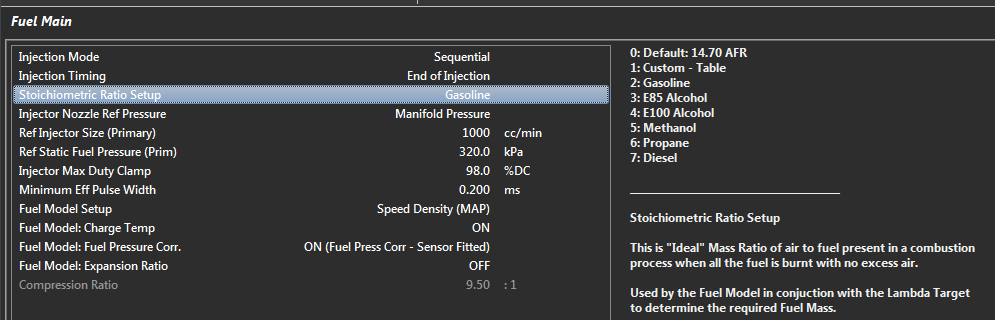 Fuel Main
Injection Mode Sequential
Injection Timing End of Injection
Stoichiometric Ratio Setup Gasoline
Injector Nozzle Ref Pressure Manifold Pressure
Ref Injector Size (Primary) 1000 cc/min
Ref Static Fuel Pressure (Prim) 320.0 kPa
Injector Max Duty Clamp 98.0 %DC
Minimum Eff Pulse Width 0.200 ms
Fuel Model Setup Speed Density (MAP)
Fuel Model: Charge Temp ON
Fuel Model: Fuel Pressure Corr. ON (Fuel Press Corr - Sensor Fitted)
Fuel Model: Expansion Ratio OFF
Compression Ratio 9.50 : 1
0: Default: 14.70 AFR
1: Custom - Table
2: Gasoline
3: E85 Alcohol
4: E100 Alcohol
5: Methanol
6: Propane
7: Diesel
Stoichiometric Ratio Setup
This is "Ideal" Mass Ratio of air to fuel present in a combustion
process when all the fuel is burnt with no excess air.
Used by the Fuel Model in conjuction with the Lambda Target
to determine the required Fuel Mass.